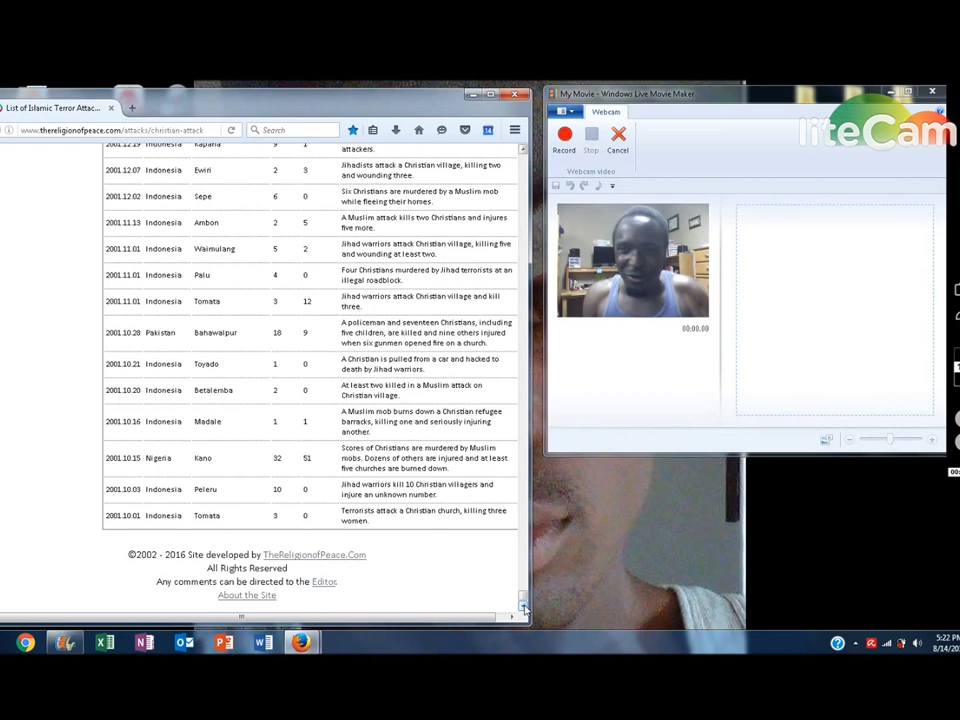 List of Islamic Terror Attac...
www.thereligionofpeace.com/attacks/christian-attack
Search
14
2001.12.19 Indonesia Kapana 9 1 attackers.
2001.12.07 Indonesia Ewiri 2 3 Jihadists attack a Christian village, killing two
and wounding three.
2001.12.02 Indonesia Sepe 6 0 Six Christians are murdered by a Muslim mob
while fleeing their homes.
2001.11.13 Indonesia Ambon 2 5 A Muslim attack kills two Christians and injures
five more.
2001.11.01 Indonesia Waimulang 5 2 Jihad warriors attack Christian village, killing five
and wounding at least two.
2001.11.01 Indonesia Palu 4 0 Four Christians murdered by Jihad terrorists at an
illegal roadblock.
2001.11.01 Indonesia Tomata 3 12 Jihad warriors attack Christian village and kill
three.
2001.10.28 Pakistan Bahawalpur 18 9 A policeman and seventeen Christians, including
five children, are killed and nine others injured
when six gunmen opened fire on a church.
2001.10.21 Indonesia Toyado 1 0 A Christian is pulled from a car and hacked to
death by Jihad warriors.
2001.10.20 Indonesia Betalemba 2 0 At least two killed in a Muslim attack on
Christian village.
2001.10.16 Indonesia Madale 1 1 A Muslim mob burns down a Christian refugee
barracks, killing one and seriously injuring
another.
2001.10.15 Nigeria Kano 32 51 Scores of Christians are murdered by Muslim
mobs. Dozens of others are injured and at least
five churches are burned down.
2001.10.03 Indonesia Peleru 10 0 Jihad warriors kill 10 Christian villagers and
injure an unknown number.
2001.10.01 Indonesia Tomata 3 0 Terrorists attack a Christian church, killing three
women.
©2002 - 2016 Site developed by TheReligionofPeace.Com
All Rights Reserved
Any comments can be directed to the Editor.
About the Site
My Movie - Windows Live Movie Maker
Webcam
liteCam
Record Stop Cancel
Webcam video
00:00.00
5:22 PM